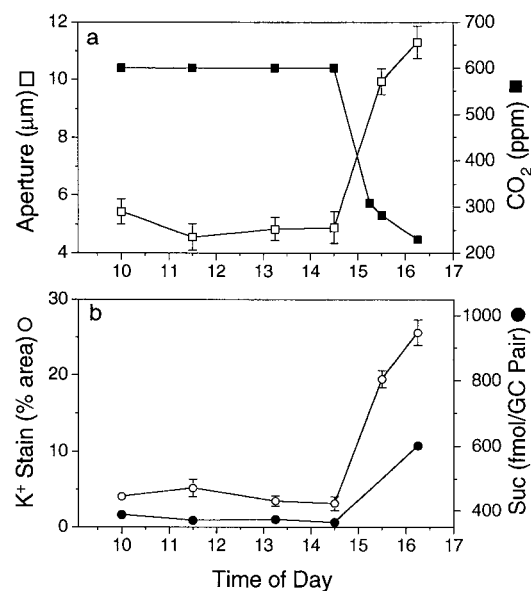 a
12
10
8
6
4
Aperture (μm) □
700
600
500
400
300
200
CO2 (ppm) ■
10 11 12 13 14 15 16 17
b
30
20
10
0
K+ Stain (% area) ○
1000
800
600
400
Suc (fmol/GC Pair) ●
10 11 12 13 14 15 16 17
Time of Day